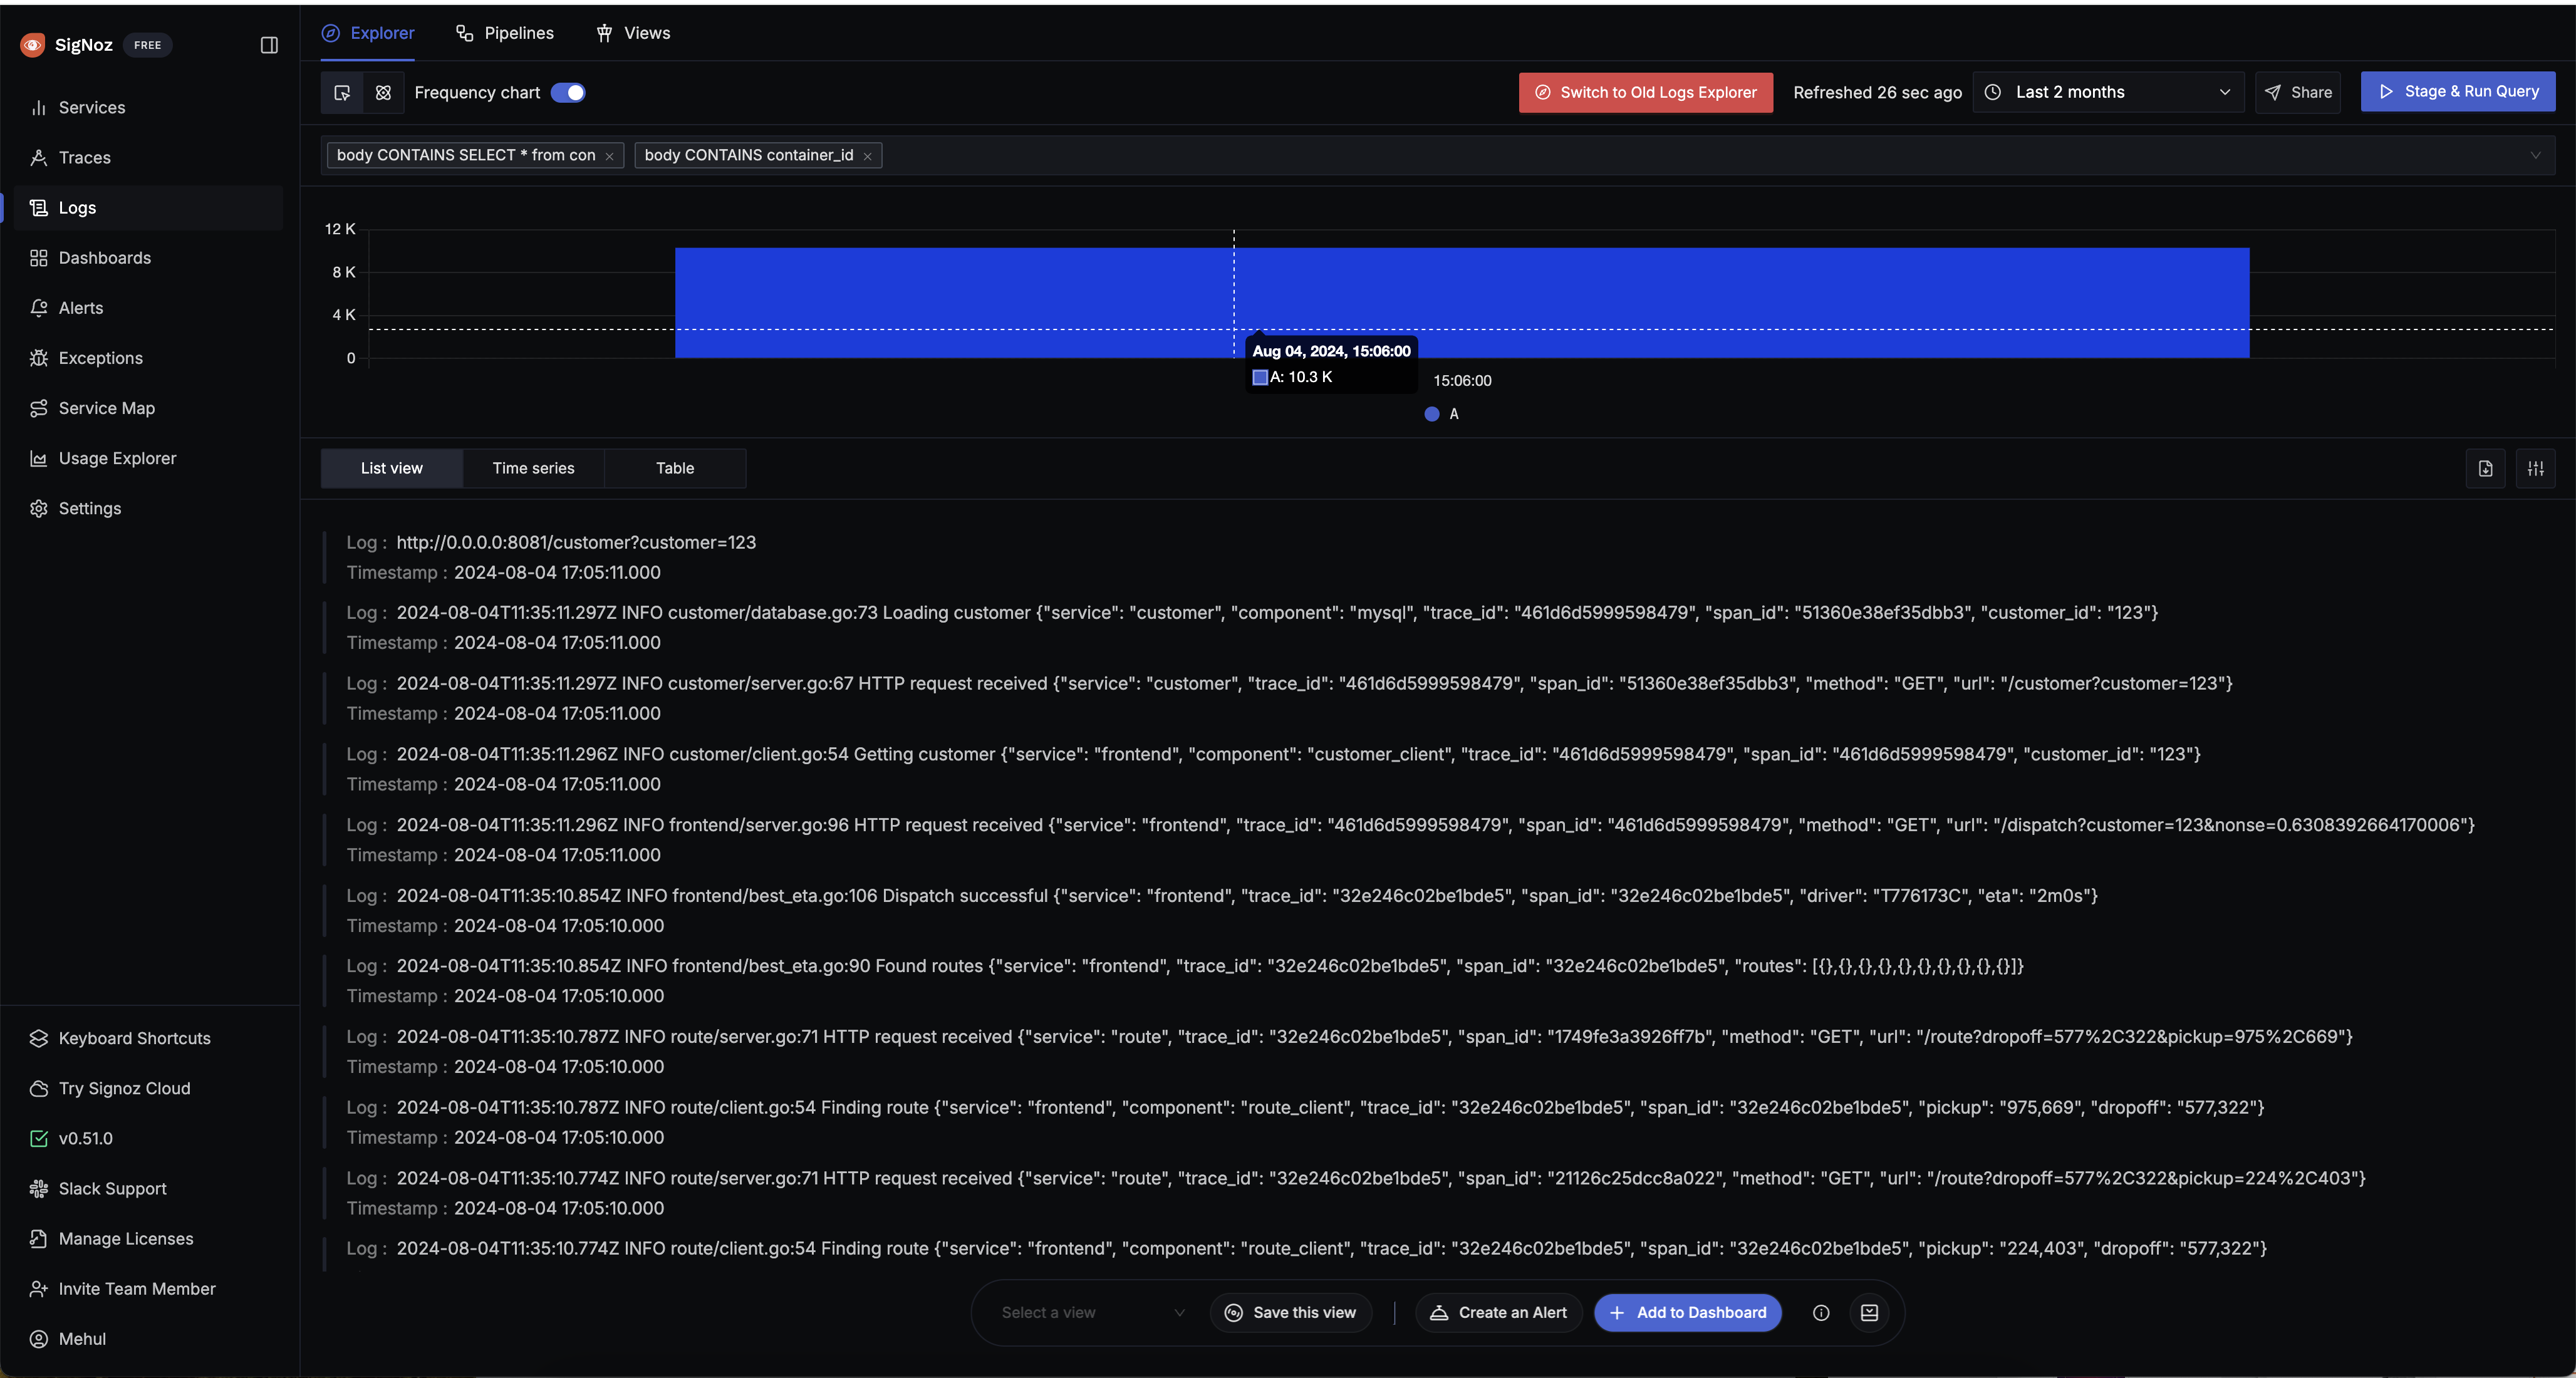 SigNoz FREE
Services
Traces
Logs
Dashboards
Alerts
Exceptions
Service Map
Usage Explorer
Settings
Keyboard Shortcuts
Try Signoz Cloud
v0.51.0
Slack Support
Manage Licenses
Invite Team Member
Mehul
Explorer Pipelines Views
Frequency chart Switch to Old Logs Explorer Refreshed 26 sec ago Last 2 months Share Stage & Run Query
body CONTAINS SELECT * from con body CONTAINS container_id
12 K
8 K
4 K
0
Aug 04, 2024, 15:06:00
A: 10.3 K
15:06:00
A
List view Time series Table
Log : http://0.0.0.0:8081/customer?customer=123
Timestamp : 2024-08-04 17:05:11.000
Log : 2024-08-04T11:35:11.297Z INFO customer/database.go:73 Loading customer {"service": "customer", "component": "mysql", "trace_id": "461d6d5999598479", "span_id": "51360e38ef35dbb3", "customer_id": "123"}
Timestamp : 2024-08-04 17:05:11.000
Log : 2024-08-04T11:35:11.297Z INFO customer/server.go:67 HTTP request received {"service": "customer", "trace_id": "461d6d5999598479", "span_id": "51360e38ef35dbb3", "method": "GET", "url": "/customer?customer=123"}
Timestamp : 2024-08-04 17:05:11.000
Log : 2024-08-04T11:35:11.296Z INFO customer/client.go:54 Getting customer {"service": "frontend", "component": "customer_client", "trace_id": "461d6d5999598479", "span_id": "461d6d5999598479", "customer_id": "123"}
Timestamp : 2024-08-04 17:05:11.000
Log : 2024-08-04T11:35:11.296Z INFO frontend/server.go:96 HTTP request received {"service": "frontend", "trace_id": "461d6d5999598479", "span_id": "461d6d5999598479", "method": "GET", "url": "/dispatch?customer=123&nonse=0.6308392664170006"}
Timestamp : 2024-08-04 17:05:11.000
Log : 2024-08-04T11:35:10.854Z INFO frontend/best_eta.go:106 Dispatch successful {"service": "frontend", "trace_id": "32e246c02be1bde5", "span_id": "32e246c02be1bde5", "driver": "T776173C", "eta": "2m0s"}
Timestamp : 2024-08-04 17:05:10.000
Log : 2024-08-04T11:35:10.854Z INFO frontend/best_eta.go:90 Found routes {"service": "frontend", "trace_id": "32e246c02be1bde5", "span_id": "32e246c02be1bde5", "routes": [{},{},{},{},{},{},{},{},{},{}]}
Timestamp : 2024-08-04 17:05:10.000
Log : 2024-08-04T11:35:10.787Z INFO route/server.go:71 HTTP request received {"service": "route", "trace_id": "32e246c02be1bde5", "span_id": "1749fe3a3926ff7b", "method": "GET", "url": "/route?dropoff=577%2C322&pickup=975%2C669"}
Timestamp : 2024-08-04 17:05:10.000
Log : 2024-08-04T11:35:10.787Z INFO route/client.go:54 Finding route {"service": "frontend", "component": "route_client", "trace_id": "32e246c02be1bde5", "span_id": "32e246c02be1bde5", "pickup": "975,669", "dropoff": "577,322"}
Timestamp : 2024-08-04 17:05:10.000
Log : 2024-08-04T11:35:10.774Z INFO route/server.go:71 HTTP request received {"service": "route", "trace_id": "32e246c02be1bde5", "span_id": "21126c25dcc8a022", "method": "GET", "url": "/route?dropoff=577%2C322&pickup=224%2C403"}
Timestamp : 2024-08-04 17:05:10.000
Log : 2024-08-04T11:35:10.774Z INFO route/client.go:54 Finding route {"service": "frontend", "component": "route_client", "trace_id": "32e246c02be1bde5", "span_id": "32e246c02be1bde5", "pickup": "224,403", "dropoff": "577,322"}
Select a view Save this view Create an Alert Add to Dashboard